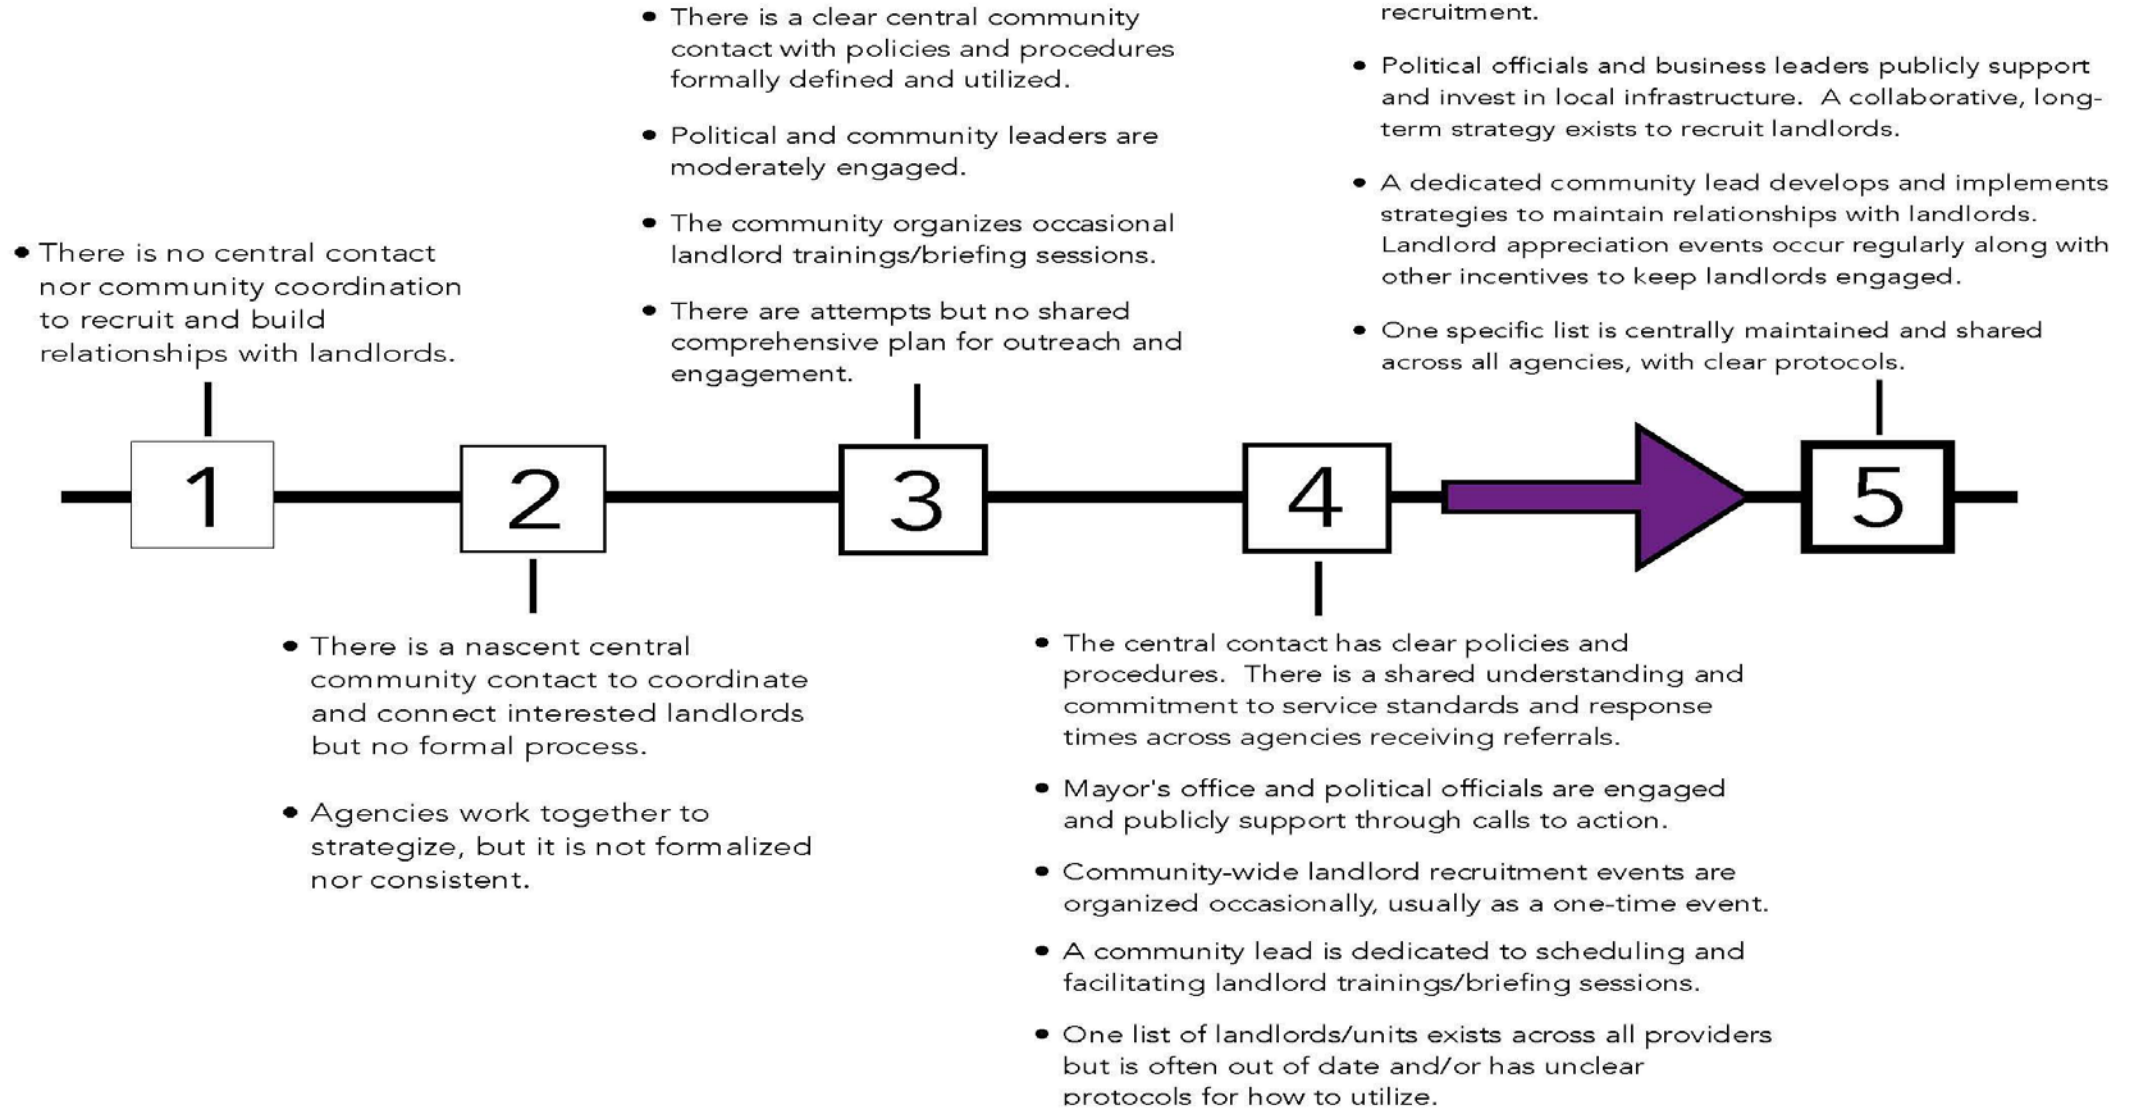 • There is no central contact
nor community coordination
to recruit and build
relationships with landlords.
• There is a clear central community
contact with policies and procedures
formally defined and utilized.
• Political and community leaders are
moderately engaged.
• The community organizes occasional
landlord trainings/briefing sessions.
• There are attempts but no shared
comprehensive plan for outreach and
engagement.
recruitment.
• Political officials and business leaders publicly support
and invest in local infrastructure. A collaborative, long-
term strategy exists to recruit landlords.
• A dedicated community lead develops and implements
strategies to maintain relationships with landlords.
Landlord appreciation events occur regularly along with
other incentives to keep landlords engaged.
• One specific list is centrally maintained and shared
across all agencies, with clear protocols.
1
2
3
4
5
• There is a nascent central
community contact to coordinate
and connect interested landlords
but no formal process.
• Agencies work together to
strategize, but it is not formalized
nor consistent.
• The central contact has clear policies and
procedures. There is a shared understanding and
commitment to service standards and response
times across agencies receiving referrals.
• Mayor's office and political officials are engaged
and publicly support through calls to action.
• Community-wide landlord recruitment events are
organized occasionally, usually as a one-time event.
• A community lead is dedicated to scheduling and
facilitating landlord trainings/briefing sessions.
• One list of landlords/units exists across all providers
but is often out of date and/or has unclear
protocols for how to utilize.